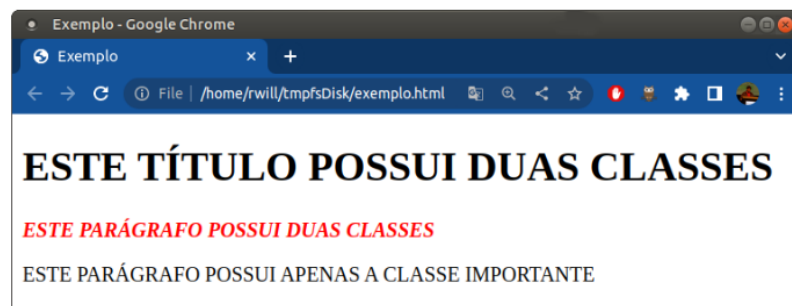 Exemplo - Google Chrome
Exemplo
File | /home/rwill/tmpfsDisk/exemplo.html
ESTE TÍTULO POSSUI DUAS CLASSES
ESTE PARÁGRAFO POSSUI DUAS CLASSES
ESTE PARÁGRAFO POSSUI APENAS A CLASSE IMPORTANTE